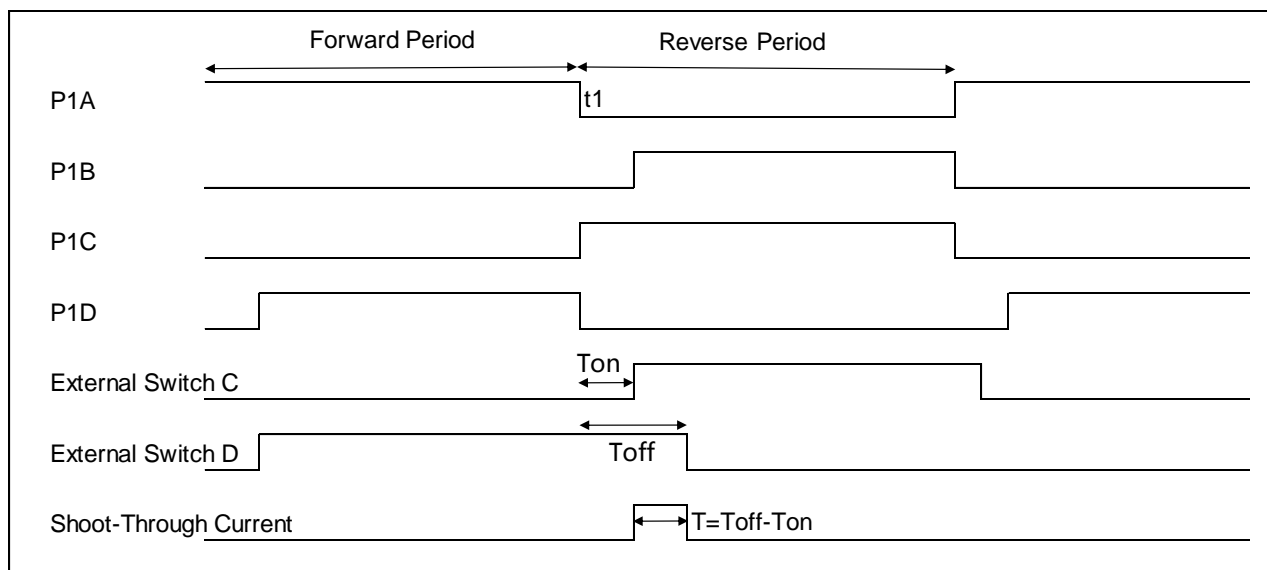 Forward Period
Reverse Period
P1A
t1
P1B
P1C
P1D
Ton
External Switch C
External Switch D
Toff
Shoot-Through Current
T=Toff-Ton